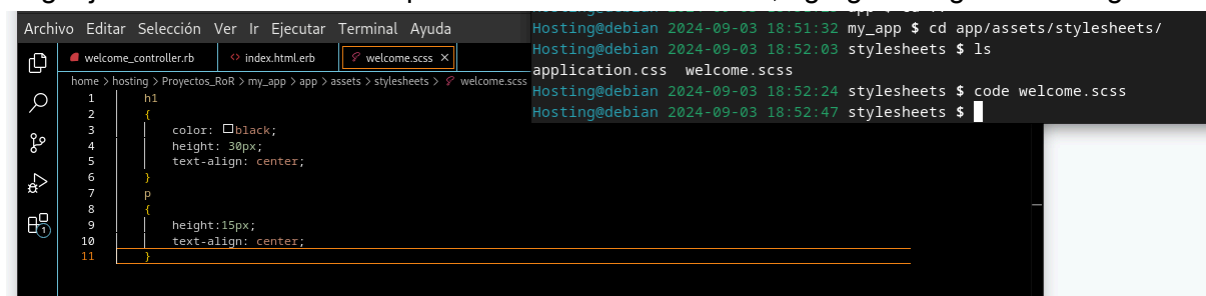 Archivo Editar Selección Ver Ir Ejecutar Terminal Ayuda
welcome_controller.rb index.html.erb welcome.scss
home > hosting > Proyectos_RoR > my_app > app > assets > stylesheets > welcome.scss
1 h1
2 {
3 color: black;
4 height: 30px;
5 text-align: center;
6 }
7 p
8 {
9 height:15px;
10 text-align: center;
11 }
1
Hosting@debian 2024-09-03 18:51:32 my_app $ cd app/assets/stylesheets/
Hosting@debian 2024-09-03 18:52:03 stylesheets $ ls
application.css welcome.scss
Hosting@debian 2024-09-03 18:52:24 stylesheets $ code welcome.scss
Hosting@debian 2024-09-03 18:52:47 stylesheets $